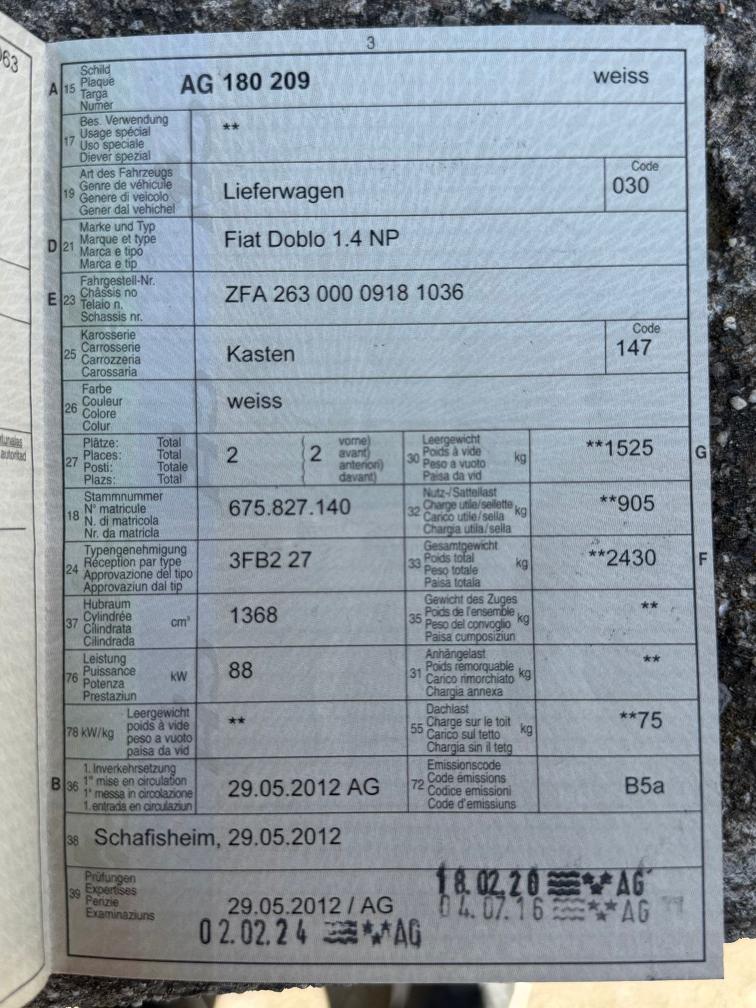 063
3
A 15 Schild
Plaque
Targa
Numer
AG 180 209 weiss
17 Bes. Verwendung
Usage spécial
Uso speciale
Diever spezial
**
19 Art des Fahrzeugs
Genre de véhicule
Genere di veicolo
Gener dal vehichel
Lieferwagen
Code
030
D 21 Marke und Typ
Marque et type
Marca e tipo
Marca e tip
Fiat Doblo 1.4 NP
E 23 Fahrgestell-Nr.
Châssis no
Telaio n.
Schassis nr.
ZFA 263 000 0918 1036
25 Karosserie
Carrosserie
Carrozzeria
Carossaria
Kasten
Code
147
26 Farbe
Couleur
Colore
Colur
weiss
27 Plätze: Total
Places: Total
Posti: Totale
Plazs: Total
2
2
vorne)
avant)
anteriori)
davant)
30 Leergewicht
Poids à vide
Peso a vuoto
Paisa da vid
kg
**1525
G
18 Stammnummer
N° matricule
N. di matricola
Nr. da matricla
675.827.140
32 Nutz-/Sattellast
Charge utile/sellette
Carico utile/sella
Chargia utila/sella
kg
**905
24 Typengenehmigung
Réception par type
Approvazione del tipo
Approvaziun dal tip
3FB2 27
33 Gesamtgewicht
Poids total
Peso totale
Paisa totala
kg
**2430
F
37 Hubraum
Cylindrée
Cilindrata
Cilindrada
cm³
1368
35 Gewicht des Zuges
Poids de l'ensemble
Peso del convoglio
Paisa cumposiziun
kg
**
76 Leistung
Puissance
Potenza
Prestaziun
kW
88
31 Anhängelast
Poids remorquable
Carico rimorchiato
Chargia annexa
kg
**
78 kW/kg
Leergewicht
poids à vide
peso a vuoto
paisa da vid
**
55 Dachlast
Charge sur le toit
Carico sul tetto
Chargia sin il tetg
kg
**75
B 36 1. Inverkehrsetzung
1re mise en circulation
1a messa in circolazione
1. entrada en circulaziun
29.05.2012 AG
72 Emissionscode
Code émissions
Codice emissioni
Code d'emissiuns
B5a
38 Schafisheim, 29.05.2012
39 Prüfungen
Expertises
Perizie
Examinaziuns
29.05.2012 / AG
18.02.20 AG
04.07.16 AG
02.02.24 AG